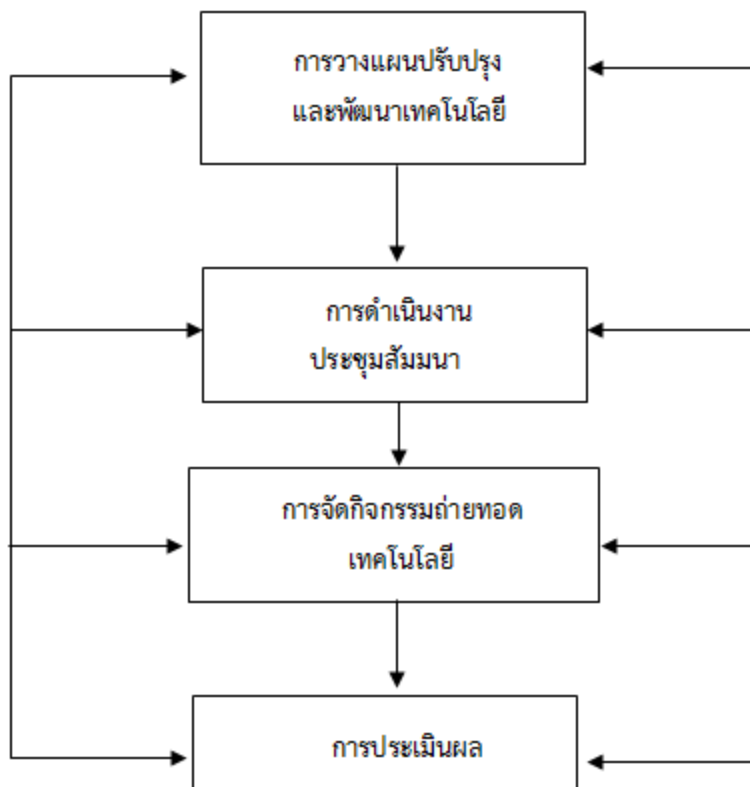 การวางแผนปรับปรุง
และพัฒนาเทคโนโลยี
การดำเนินงาน
ประชุมสัมมนา
การจัดกิจกรรมถ่ายทอด
เทคโนโลยี
การประเมินผล